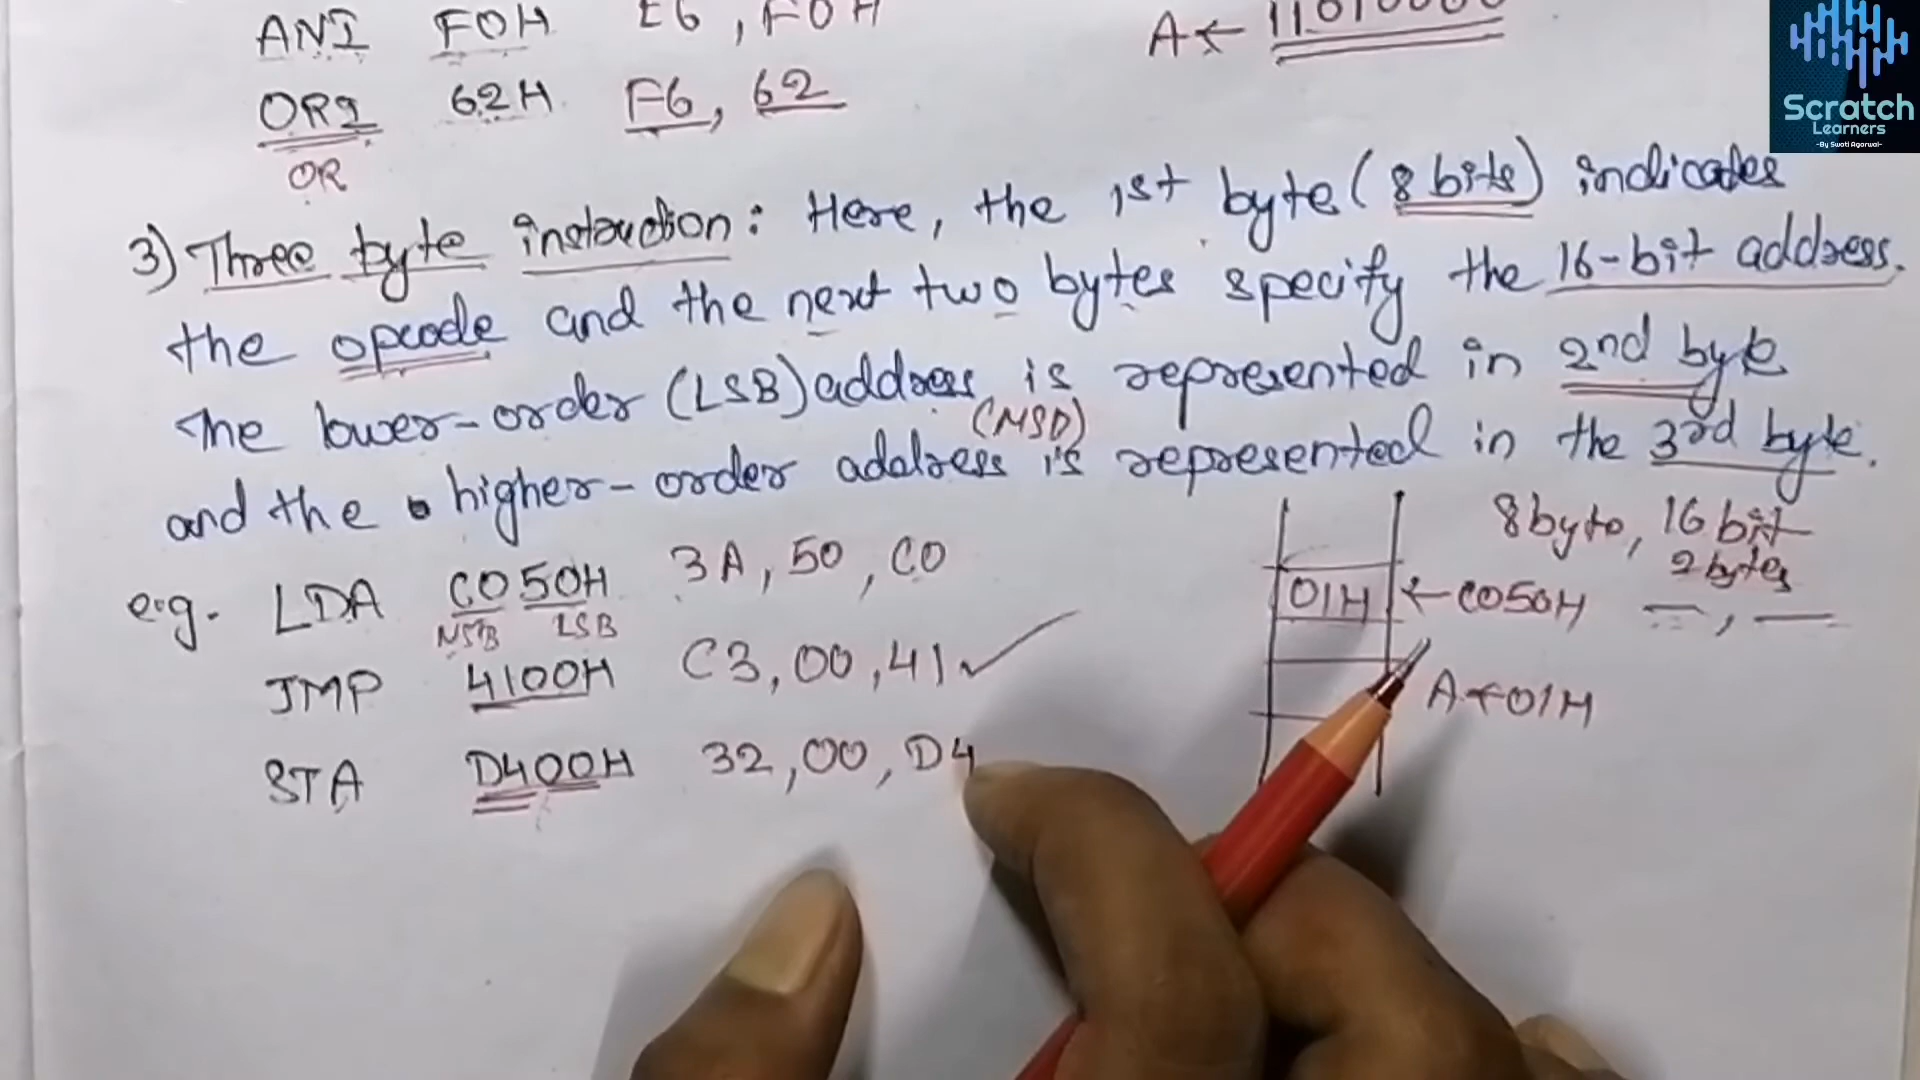 ANI F0H E6, F0H
A← 11010000
ORI 62H F6, 62
OR
Scratch
Learners
-By Swati Agarwal-
3) Three byte instruction: Here, the 1st byte (8 bits) indicates
the opcode and the next two bytes specify the 16-bit address.
The lower-order (LSB) address is represented in 2nd byte
(MSB)
and the higher-order address is represented in the 3rd byte.
8 byte, 16 bit
2 bytes
e.g. LDA C050H 3A, 50, C0
MSB LSB
01H ← C050H
JMP 4100H C3, 00, 41 ✓
A←01H
STA D400H 32, 00, D4